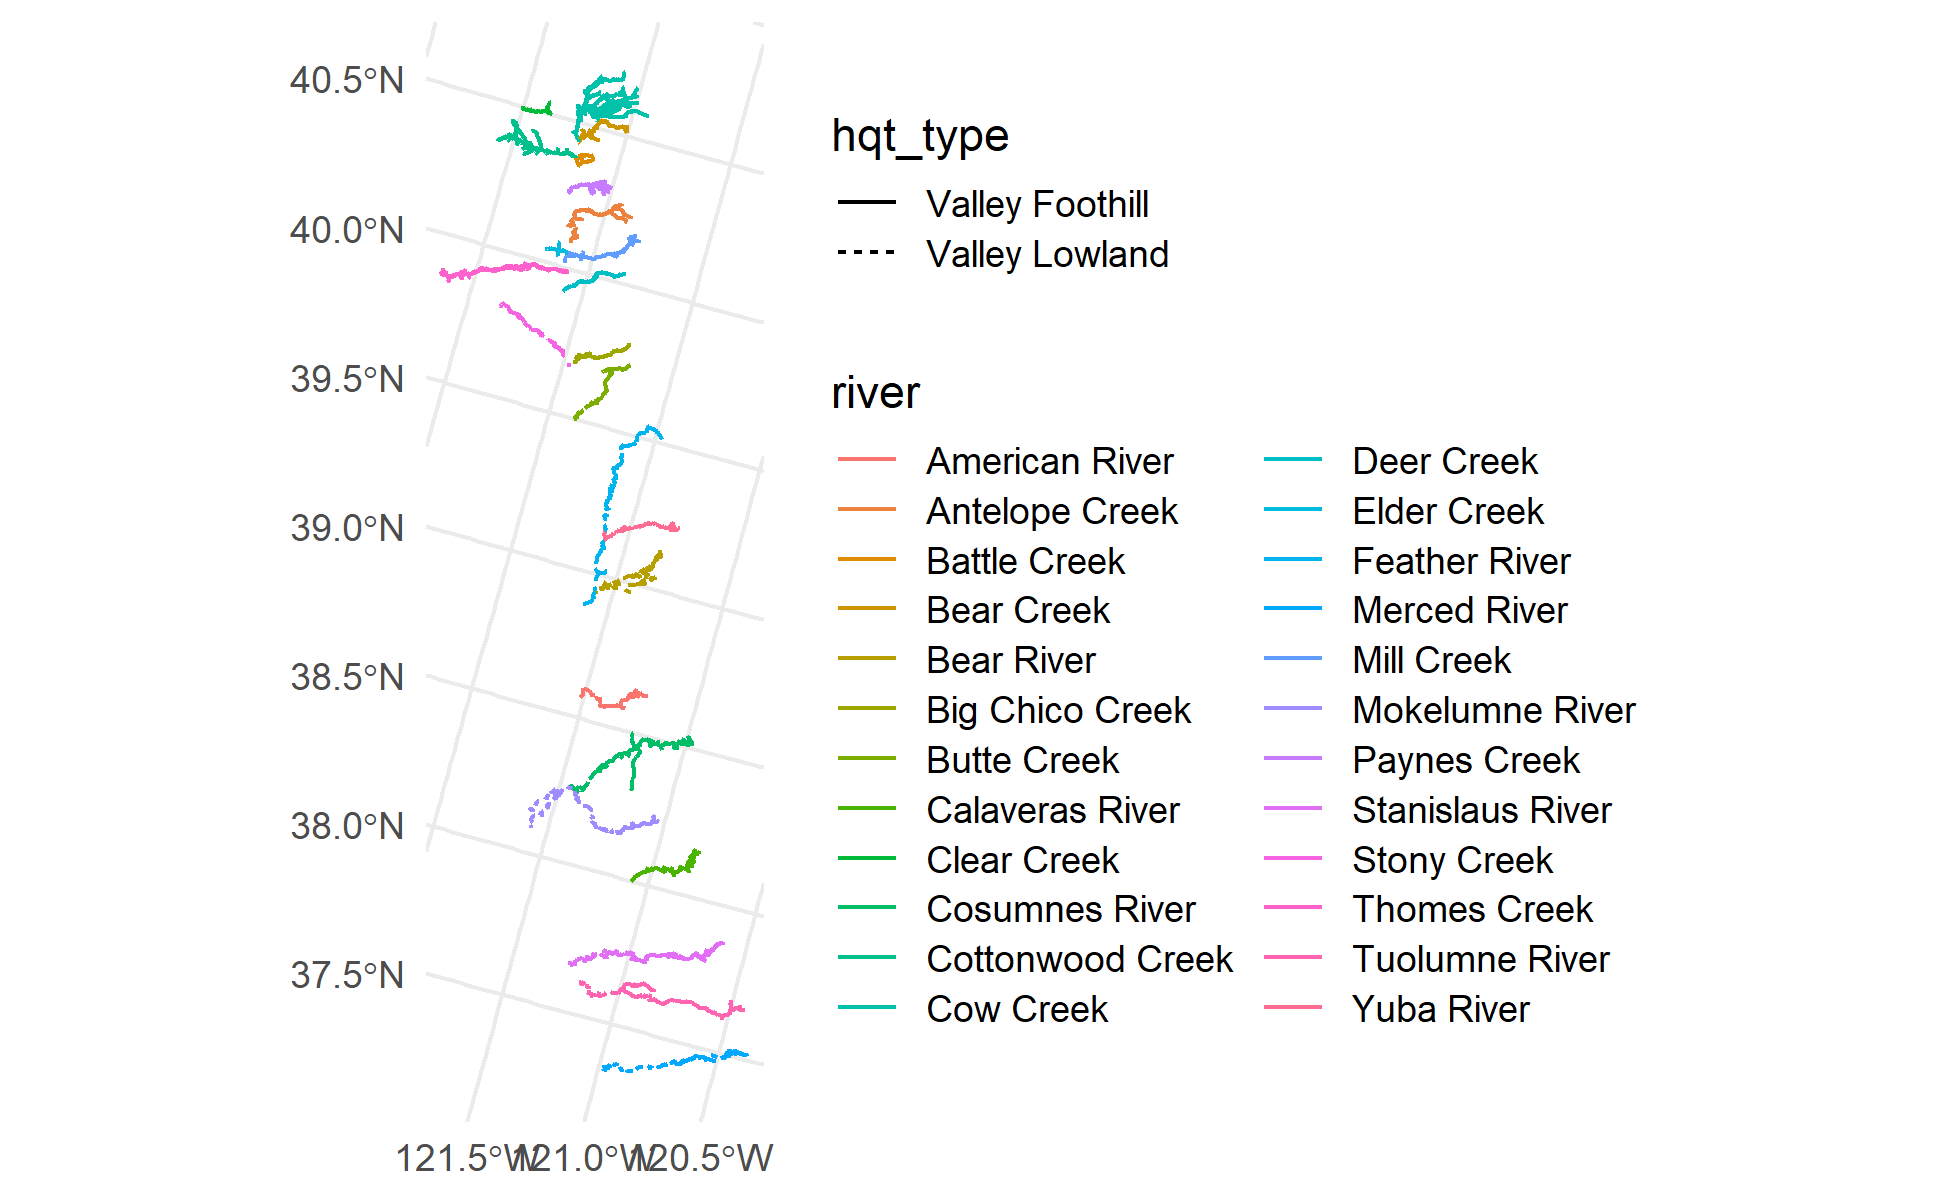 40.5°N
40.0°N
39.5°N
39.0°N
38.5°N
38.0°N
37.5°N
121.5°W
121.0°W
120.5°W
hqt_type
Valley Foothill
Valley Lowland
river
American River
Antelope Creek
Battle Creek
Bear Creek
Bear River
Big Chico Creek
Butte Creek
Calaveras River
Clear Creek
Cosumnes River
Cottonwood Creek
Cow Creek
Deer Creek
Elder Creek
Feather River
Merced River
Mill Creek
Mokelumne River
Paynes Creek
Stanislaus River
Stony Creek
Thomes Creek
Tuolumne River
Yuba River